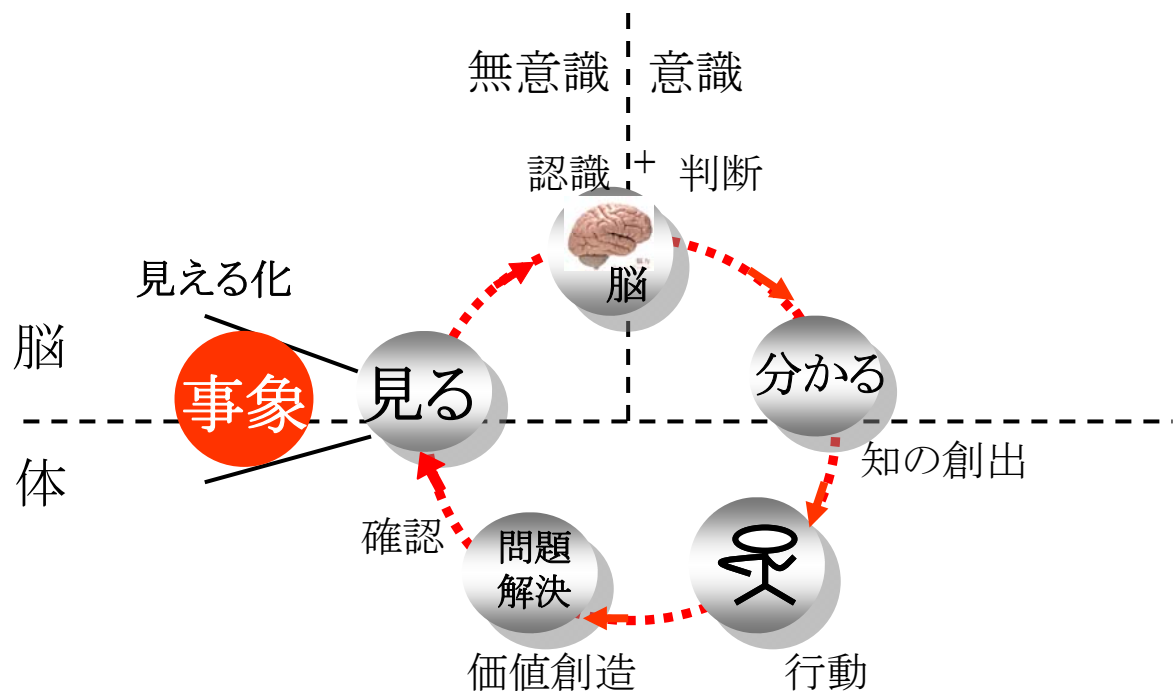 無意識
意識
認識
+
判断
脳
見える化
脳
事象
見る
分かる
体
知の創出
確認
問題
解決
価値創造
行動